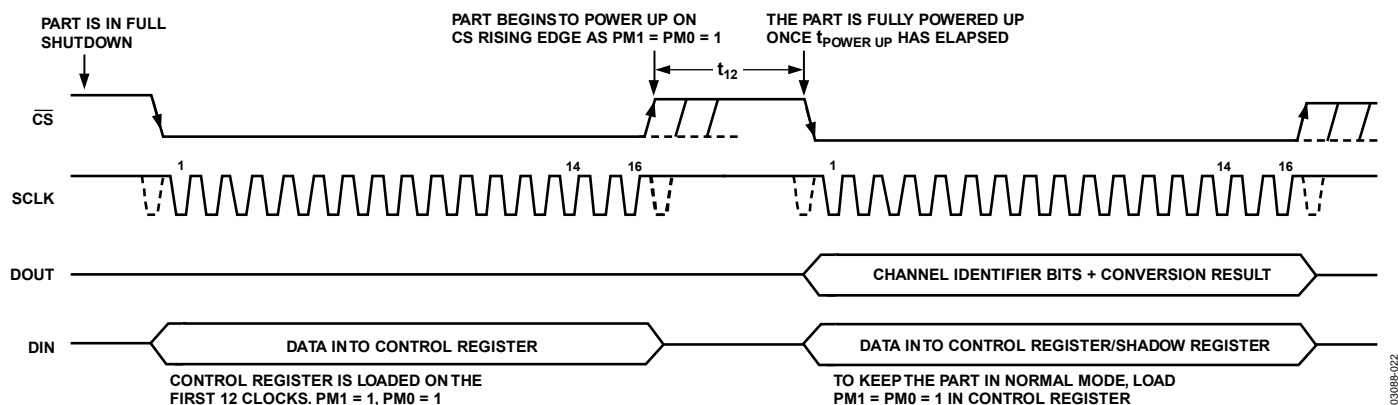 PART IS IN FULL
SHUTDOWN
PART BEGINS TO POWER UP ON
CS RISING EDGE AS PM1 = PM0 = 1
THE PART IS FULLY POWERED UP
ONCE tPOWER UP HAS ELAPSED
t12
CS
1
14
16
1
14
16
SCLK
DOUT
CHANNEL IDENTIFIER BITS + CONVERSION RESULT
DIN
DATA INTO CONTROL REGISTER
DATA INTO CONTROL REGISTER/SHADOW REGISTER
CONTROL REGISTER IS LOADED ON THE
FIRST 12 CLOCKS. PM1 = 1, PM0 = 1
TO KEEP THE PART IN NORMAL MODE, LOAD
PM1 = PM0 = 1 IN CONTROL REGISTER
03088-022